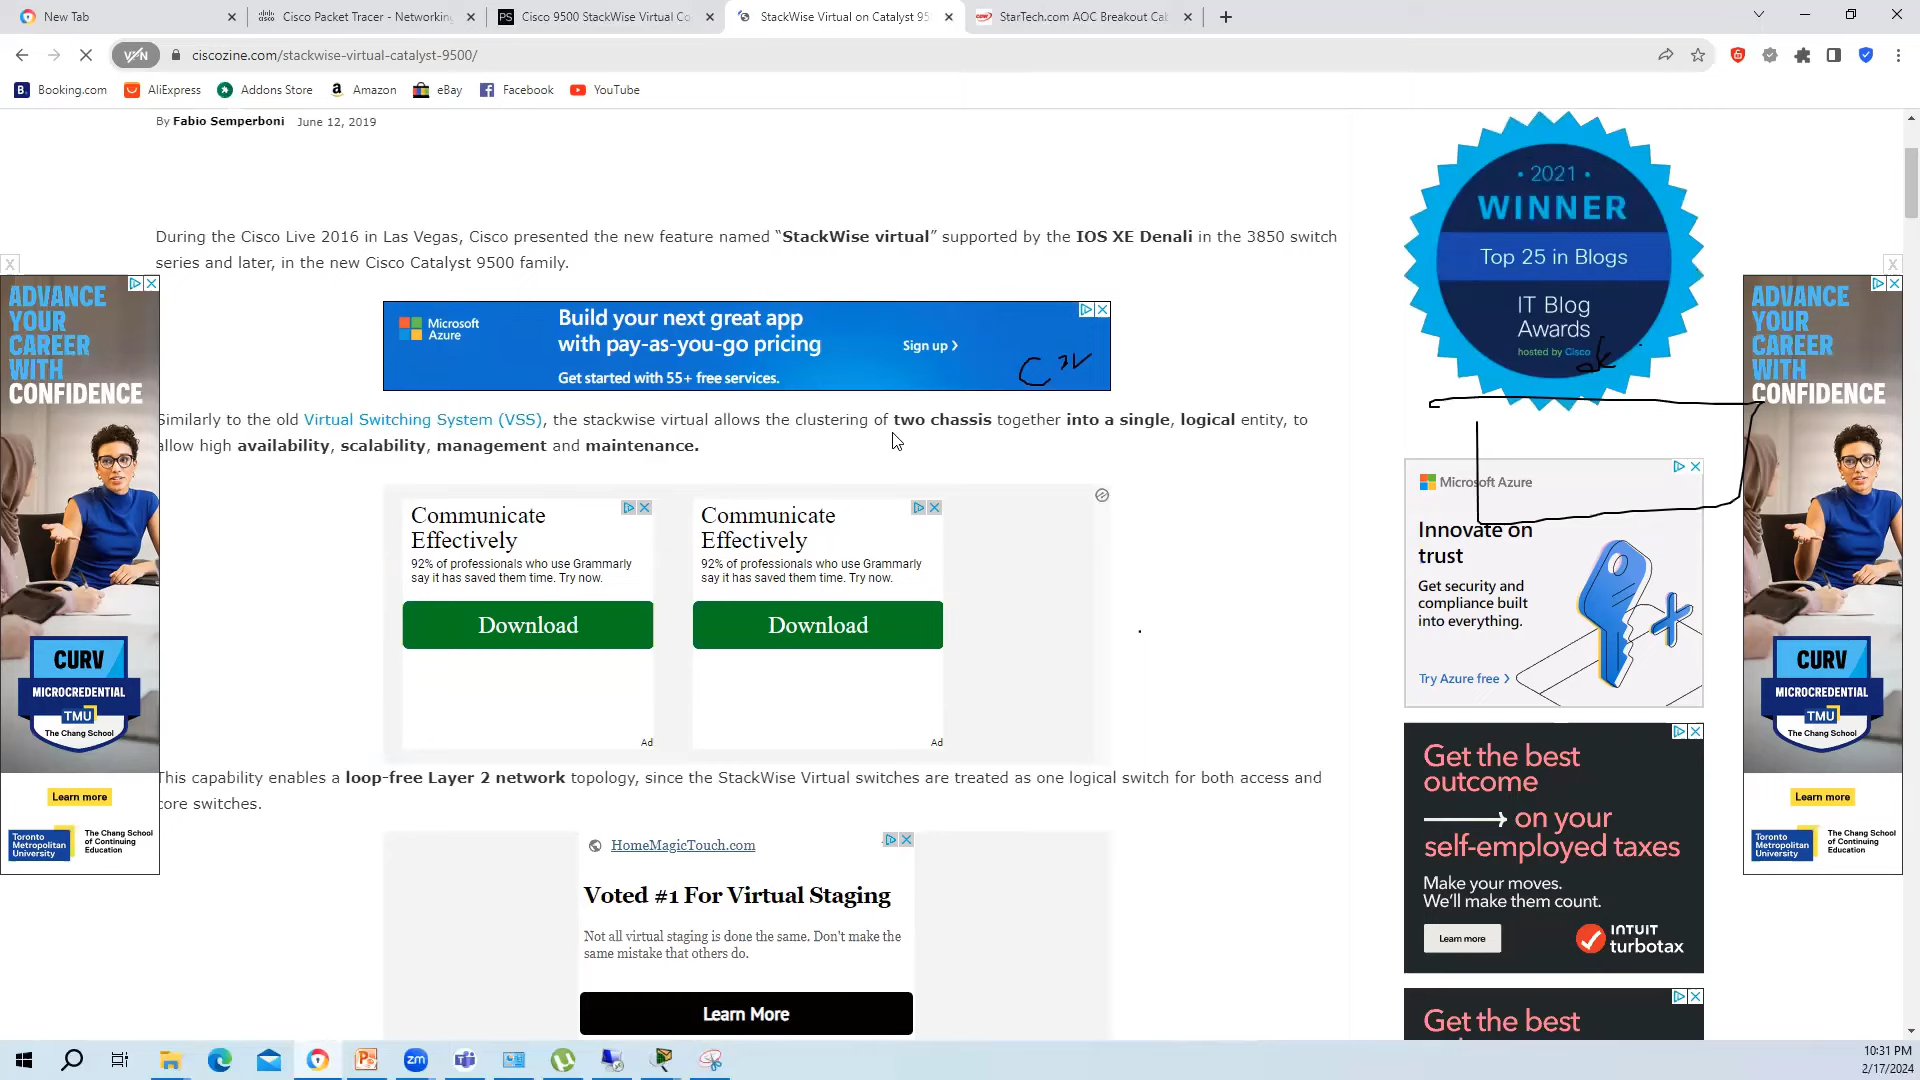 New Tab
Cisco Packet Tracer - Networking
PS
Cisco 9500 StackWise Virtual Co
StackWise Virtual on Catalyst 95
StarTech.com AOC Breakout Cab
VPN
ciscozine.com/stackwise-virtual-catalyst-9500/
B. Booking.com
AliExpress
Addons Store
Amazon
eBay
Facebook
YouTube
By Fabio Semperboni June 12, 2019
During the Cisco Live 2016 in Las Vegas, Cisco presented the new feature named “StackWise virtual” supported by the IOS XE Denali in the 3850 switch
series and later, in the new Cisco Catalyst 9500 family.
Microsoft
Azure
Build your next great app
with pay-as-you-go pricing
Get started with 55+ free services.
Sign up >
Similarly to the old Virtual Switching System (VSS), the stackwise virtual allows the clustering of two chassis together into a single, logical entity, to
allow high availability, scalability, management and maintenance.
Communicate
Effectively
92% of professionals who use Grammarly
say it has saved them time. Try now.
Download
Ad
Communicate
Effectively
92% of professionals who use Grammarly
say it has saved them time. Try now.
Download
Ad
This capability enables a loop-free Layer 2 network topology, since the StackWise Virtual switches are treated as one logical switch for both access and
core switches.
HomeMagicTouch.com
Voted #1 For Virtual Staging
Not all virtual staging is done the same. Don't make the
same mistake that others do.
Learn More
X
ADVANCE
YOUR
CAREER
WITH
CONFIDENCE
CURV
MICROCREDENTIAL
TMU
The Chang School
Learn more
Toronto
Metropolitan
University
The Chang School
of Continuing
Education
• 2021 •
WINNER
Top 25 in Blogs
IT Blog
Awards
hosted by Cisco
Microsoft Azure
Innovate on
trust
Get security and
compliance built
into everything.
Try Azure free >
Get the best
outcome
on your
self-employed taxes
Make your moves.
We'll make them count.
Learn more
INTUIT
turbotax
Get the best
X
ADVANCE
YOUR
CAREER
WITH
CONFIDENCE
CURV
MICROCREDENTIAL
TMU
The Chang School
Learn more
Toronto
Metropolitan
University
The Chang School
of Continuing
Education
zm
10:31 PM
2/17/2024